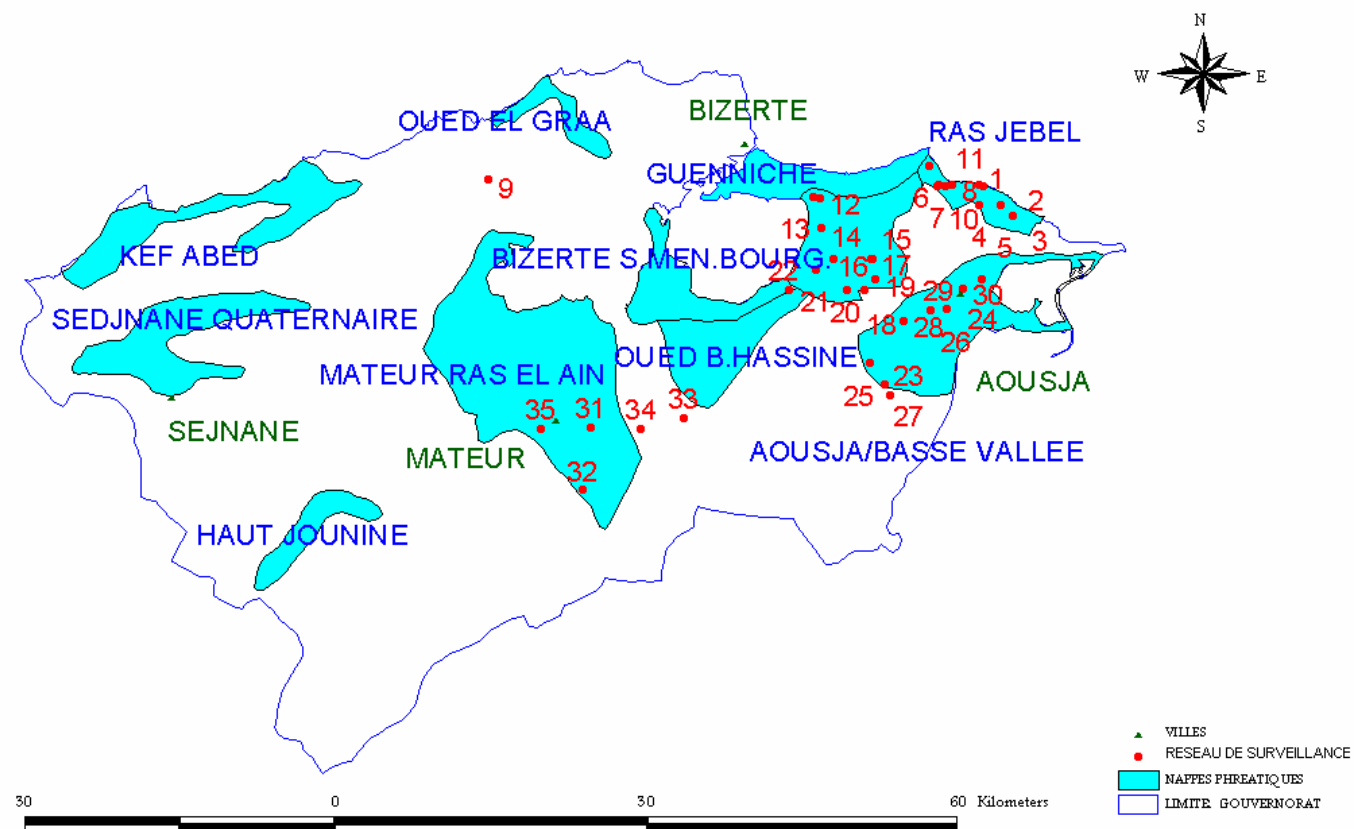 N
W E
S
BIZERTE
OUED EL GRAA
RAS JEBEL
GUENNICHE
11
1
9
6
8
2
12
7
10
13
4
3
14
15
5
KEF ABED
BIZERTE S.MEN.BOURG.
16
17
22
19
29
30
21
20
SEDJNANE QUATERNAIRE
18
28
24
26
OUED B.HASSINE
MATEUR RAS EL AIN
AOUSJA
25
23
35
31
34
33
27
SEJNANE
MATEUR
AOUSJA/BASSE VALLEE
32
HAUT JOUNINE
VILLES
RESEAU DE SURVEILLANCE
NAPPES PHREATIQUES
LIMITE GOUVERNORAT
30 0 30 60 Kilometers